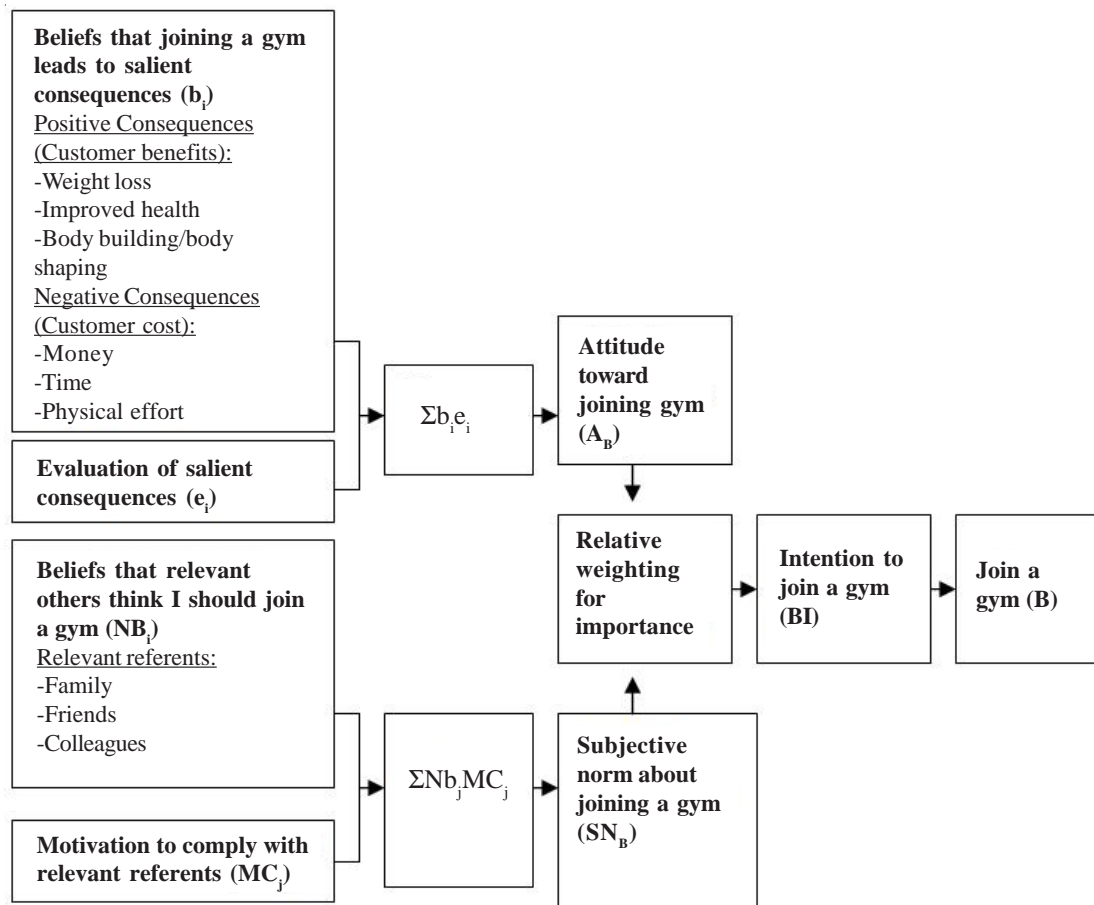 Beliefs that joining a gym
leads to salient
consequences (bᵢ)
Positive Consequences
(Customer benefits):
-Weight loss
-Improved health
-Body building/body
shaping
Negative Consequences
(Customer cost):
-Money
-Time
-Physical effort
Evaluation of salient
consequences (eᵢ)
Σbᵢeᵢ
Attitude
toward
joining gym
(A_B)
Beliefs that relevant
others think I should join
a gym (NBᵢ)
Relevant referents:
-Family
-Friends
-Colleagues
Motivation to comply with
relevant referents (MCⱼ)
ΣNbⱼMCⱼ
Subjective
norm about
joining a gym
(SN_B)
Relative
weighting
for
importance
Intention to
join a gym
(BI)
Join a
gym (B)